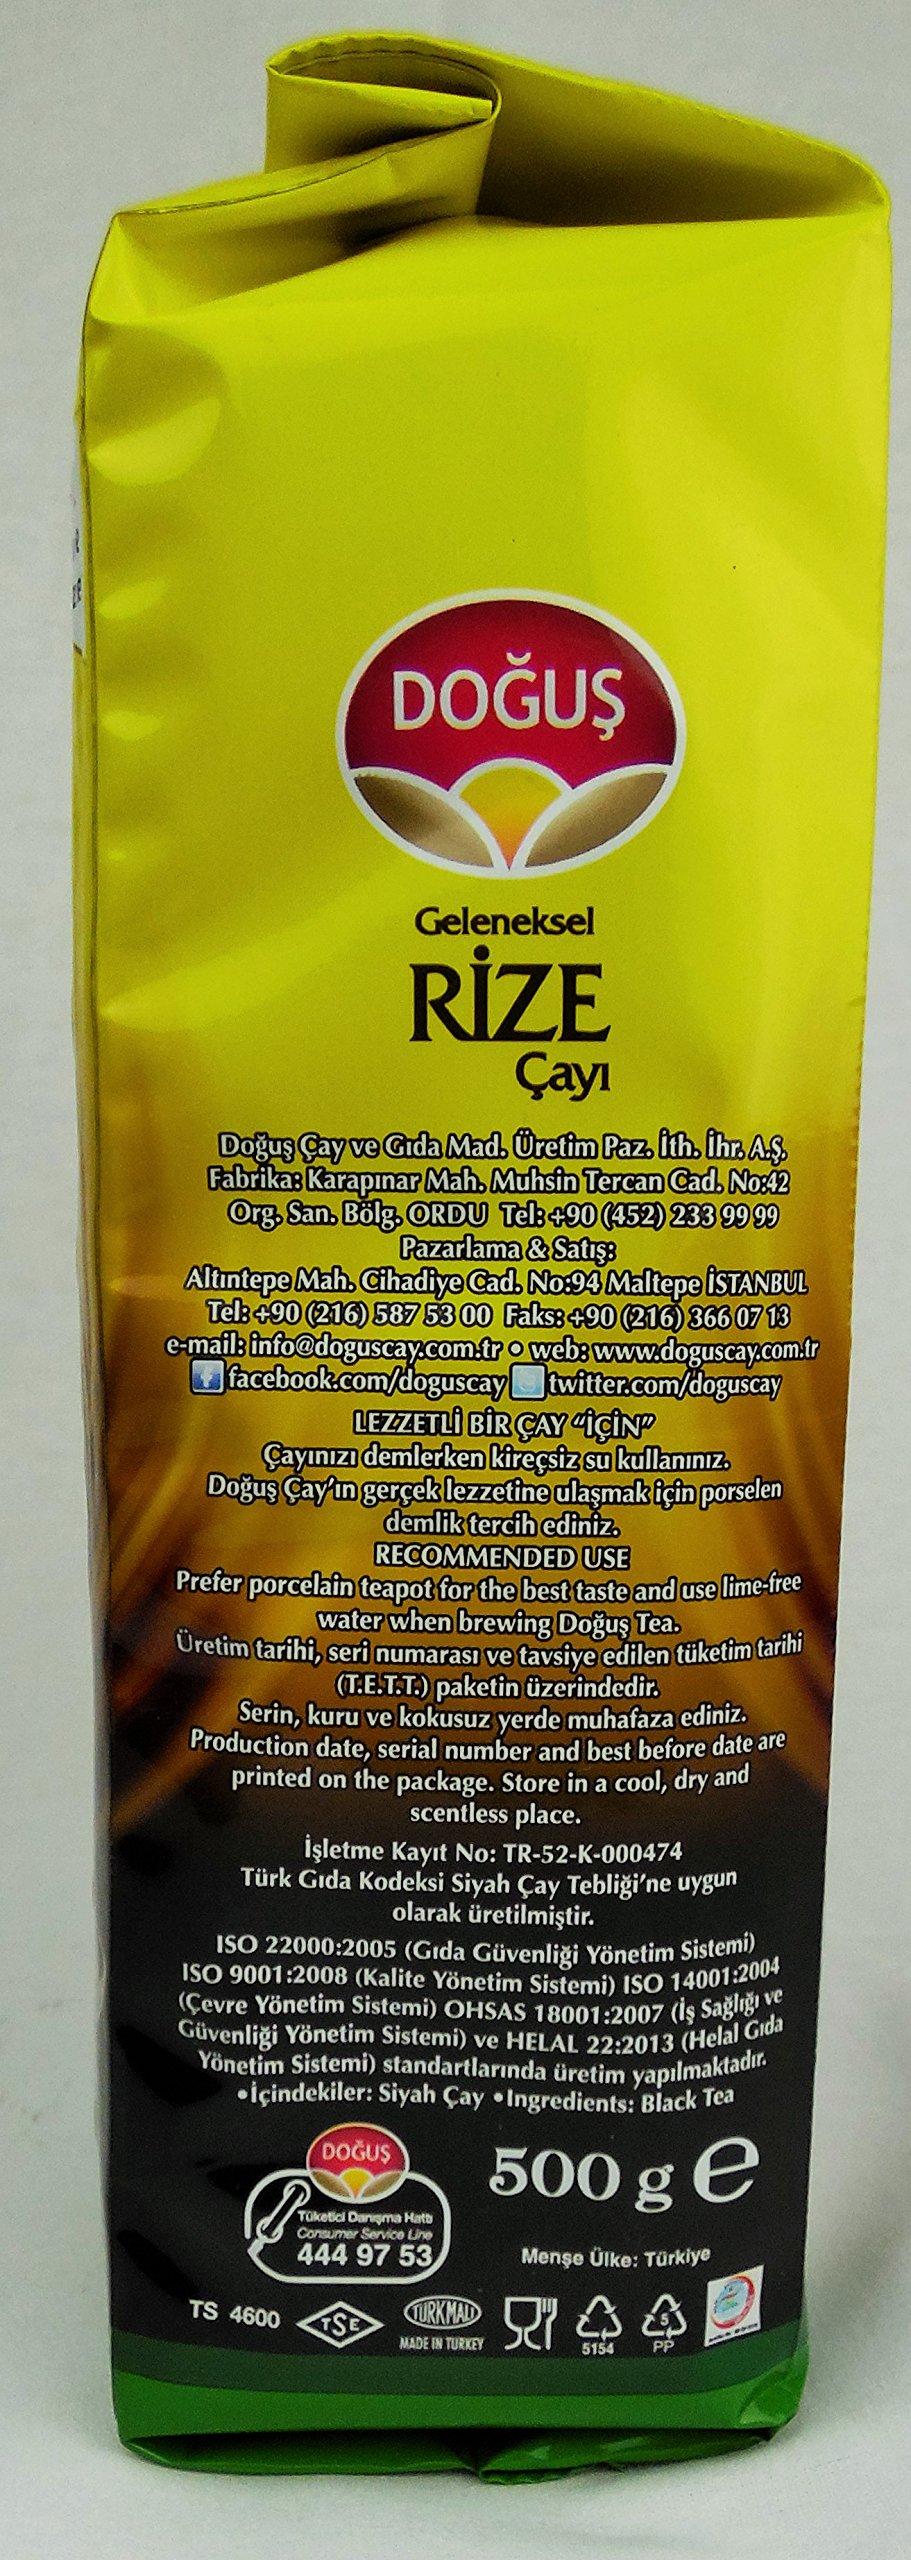 DOĞUŞ
Geleneksel
RİZE
Çayı
Doğuş Çay ve Gıda Mad. Üretim Paz. İth. İhr. A.Ş.
Fabrika: Karapınar Mah. Muhsin Tercan Cad. No:42
Org. San. Bölg. ORDU Tel: +90 (452) 233 99 99
Pazarlama & Satış:
Altıntepe Mah. Cihadiye Cad. No:94 Maltepe İSTANBUL
Tel: +90 (216) 587 53 00 Faks: +90 (216) 366 07 13
e-mail: info@doguscay.com.tr • web: www.doguscay.com.tr
f facebook.com/doguscay twitter.com/doguscay
LEZZETLİ BİR ÇAY “İÇİN”
Çayınızı demlerken kireçsiz su kullanınız.
Doğuş Çay’ın gerçek lezzetine ulaşmak için porselen
demlik tercih ediniz.
RECOMMENDED USE
Prefer porcelain teapot for the best taste and use lime-free
water when brewing Doğuş Tea.
Üretim tarihi, seri numarası ve tavsiye edilen tüketim tarihi
(T.E.T.T.) paketin üzerindedir.
Serin, kuru ve kokusuz yerde muhafaza ediniz.
Production date, serial number and best before date are
printed on the package. Store in a cool, dry and
scentless place.
İşletme Kayıt No: TR-52-K-000474
Türk Gıda Kodeksi Siyah Çay Tebliği’ne uygun
olarak üretilmiştir.
ISO 22000:2005 (Gıda Güvenliği Yönetim Sistemi)
ISO 9001:2008 (Kalite Yönetim Sistemi) ISO 14001:2004
(Çevre Yönetim Sistemi) OHSAS 18001:2007 (İş Sağlığı ve
Güvenliği Yönetim Sistemi) ve HELAL 22:2013 (Helal Gıda
Yönetim Sistemi) standartlarında üretim yapılmaktadır.
•İçindekiler: Siyah Çay •Ingredients: Black Tea
DOĞUŞ
Tüketici Danışma Hattı
Consumer Service Line
444 97 53
500 g e
Menşe Ülke: Türkiye
TS 4600
TSE
TÜRK MALI
MADE IN TURKEY
5154
5
PP